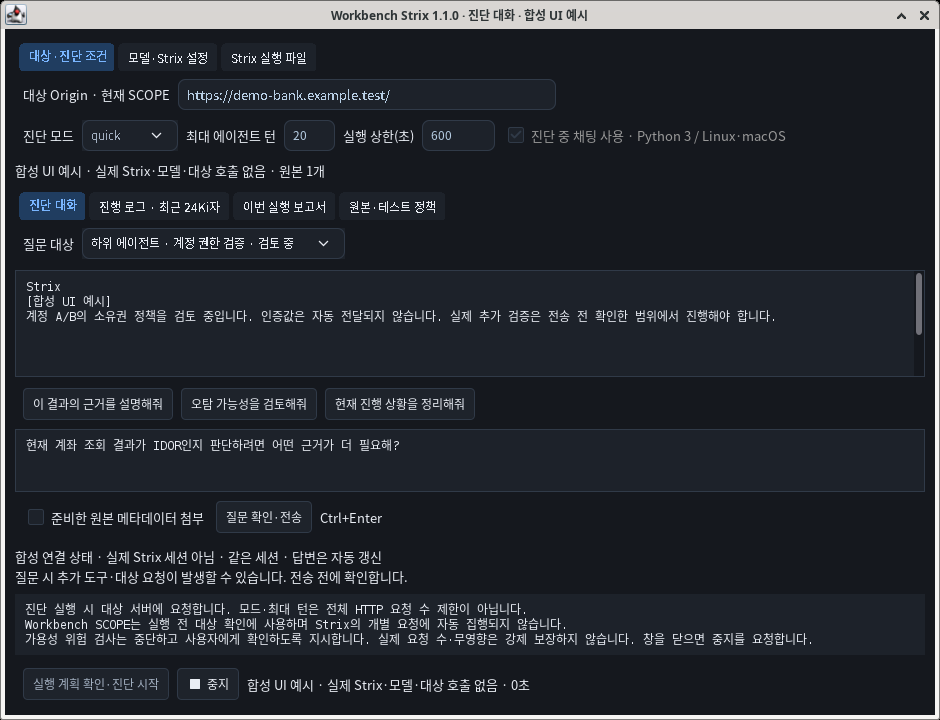 Workbench Strix 1.1.0 · 진단 대화 · 합성 UI 예시
대상 · 진단 조건 모델 · Strix 설정 Strix 실행 파일
대상 Origin · 현재 SCOPE https://demo-bank.example.test/
진단 모드 quick 최대 에이전트 턴 20 실행 상한(초) 600 진단 중 채팅 사용 · Python 3 / Linux·macOS
합성 UI 예시 · 실제 Strix·모델·대상 호출 없음 · 원본 1개
진단 대화 진행 로그 · 최근 24Ki자 이번 실행 보고서 원본·테스트 정책
질문 대상 하위 에이전트 · 계정 권한 검증 · 검토 중
Strix
[합성 UI 예시]
계정 A/B의 소유권 정책을 검토 중입니다. 인증값은 자동 전달되지 않습니다. 실제 추가 검증은 전송 전 확인한 범위에서 진행해야 합니다.
이 결과의 근거를 설명해줘 오탐 가능성을 검토해줘 현재 진행 상황을 정리해줘
현재 계좌 조회 결과가 IDOR인지 판단하려면 어떤 근거가 더 필요해?
준비한 원본 메타데이터 첨부 질문 확인·전송 Ctrl+Enter
합성 연결 상태 · 실제 Strix 세션 아님 · 같은 세션 · 답변은 자동 갱신
질문 시 추가 도구·대상 요청이 발생할 수 있습니다. 전송 전에 확인합니다.
진단 실행 시 대상 서버에 요청합니다. 모드·최대 턴은 전체 HTTP 요청 수 제한이 아닙니다.
Workbench SCOPE는 실행 전 대상 확인에 사용하며 Strix의 개별 요청에 자동 집행되지 않습니다.
가용성 위험 검사는 중단하고 사용자에게 확인하도록 지시합니다. 실제 요청 수·무영향은 강제 보장하지 않습니다. 창을 닫으면 중지를 요청합니다.
실행 계획 확인·진단 시작 중지 합성 UI 예시 · 실제 Strix·모델·대상 호출 없음 · 0초